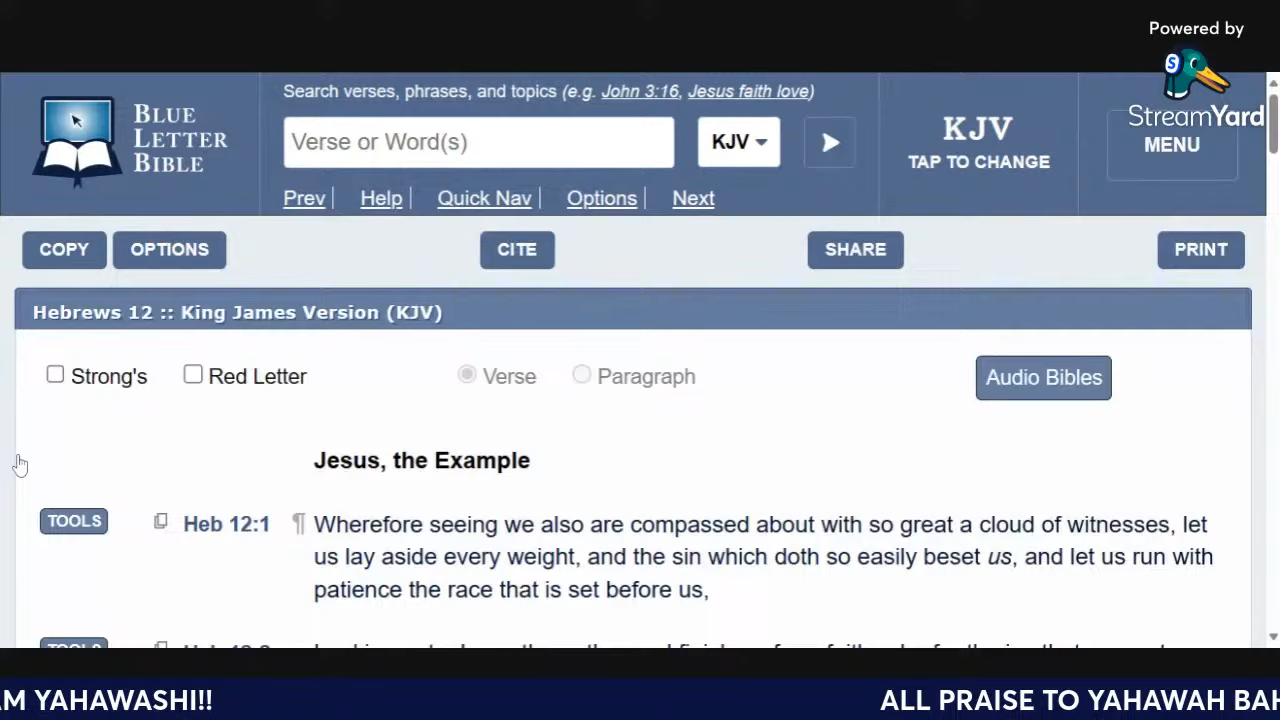 Powered by
StreamYard
BLUE
LETTER
BIBLE
Search verses, phrases, and topics (e.g. John 3:16, Jesus faith love)
Verse or Word(s)
KJV
KJV
TAP TO CHANGE
MENU
Prev
Help
Quick Nav
Options
Next
COPY
OPTIONS
CITE
SHARE
PRINT
Hebrews 12 :: King James Version (KJV)
Strong's
Red Letter
Verse
Paragraph
Audio Bibles
Jesus, the Example
TOOLS
Heb 12:1
¶ Wherefore seeing we also are compassed about with so great a cloud of witnesses, let
us lay aside every weight, and the sin which doth so easily beset us, and let us run with
patience the race that is set before us,
AM YAHAWASHI!!
ALL PRAISE TO YAHAWAH BAH